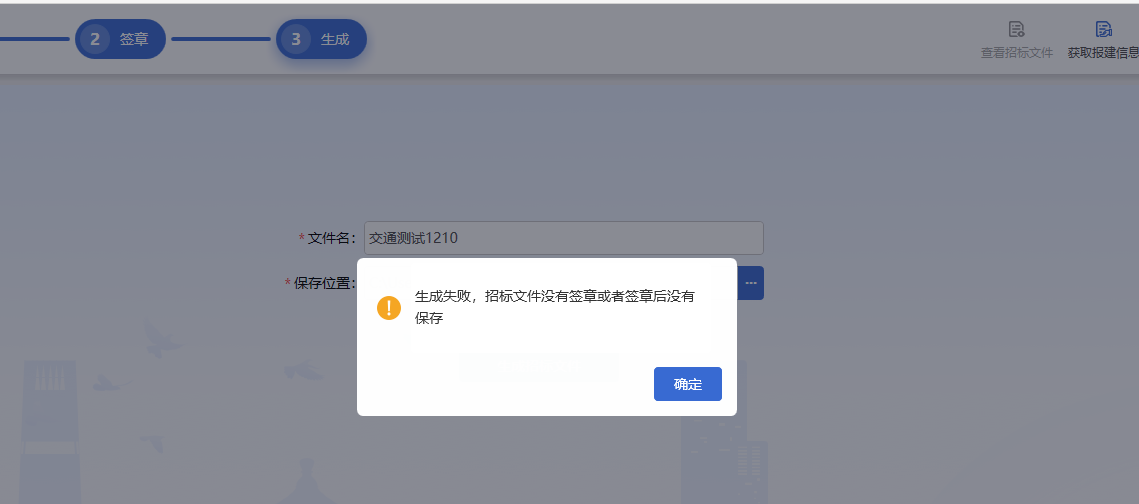 2 签章 3 生成
查看招标文件 获取报建信息
* 文件名： 交通测试1210
* 保存位置： ...
生成失败，招标文件没有签章或者签章后没有
保存
确定